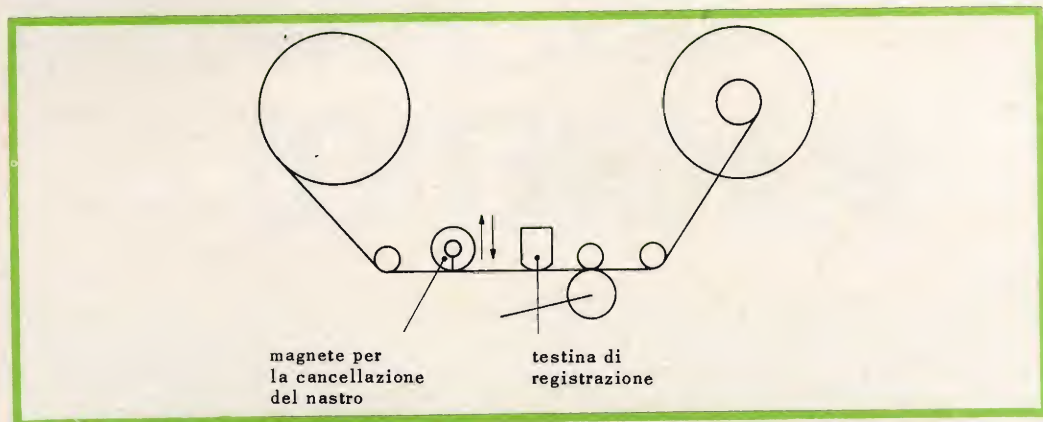 magnete per
la cancellazione
del nastro
testina di
registrazione